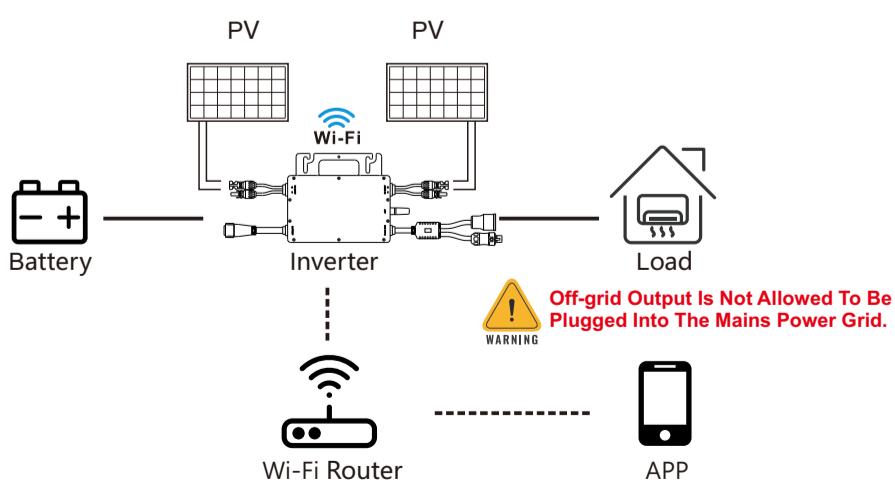 PV
PV
Wi-Fi
Battery
Inverter
Load
Off-grid Output Is Not Allowed To Be
Plugged Into The Mains Power Grid.
WARNING
Wi-Fi Router
APP